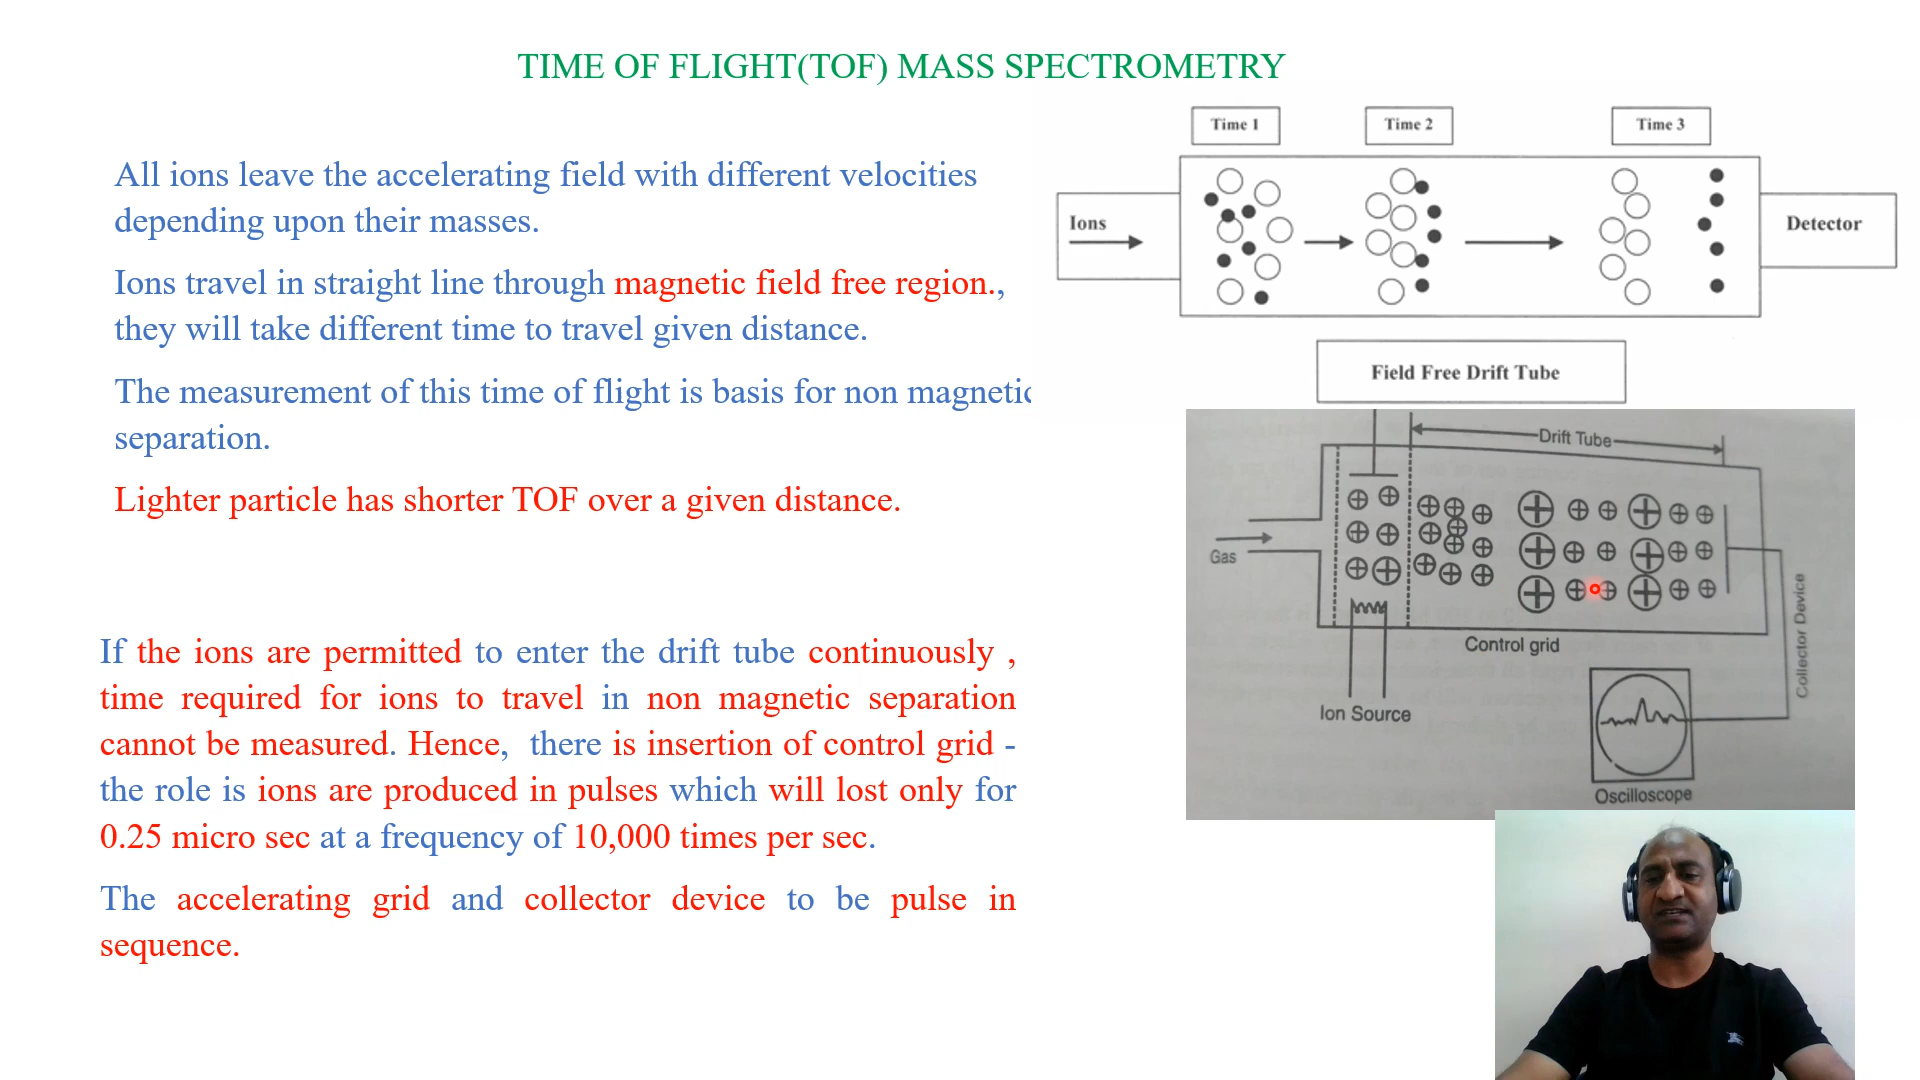 TIME OF FLIGHT(TOF) MASS SPECTROMETRY
All ions leave the accelerating field with different velocities
depending upon their masses.
Ions travel in straight line through magnetic field free region.,
they will take different time to travel given distance.
The measurement of this time of flight is basis for non magnetic
separation.
Lighter particle has shorter TOF over a given distance.
If the ions are permitted to enter the drift tube continuously ,
time required for ions to travel in non magnetic separation
cannot be measured. Hence, there is insertion of control grid -
the role is ions are produced in pulses which will lost only for
0.25 micro sec at a frequency of 10,000 times per sec.
The accelerating grid and collector device to be pulse in
sequence.
Time 1
Time 2
Time 3
Ions
Detector
Field Free Drift Tube
Drift Tube
Gas
Control grid
Ion Source
Collector Device
Oscilloscope